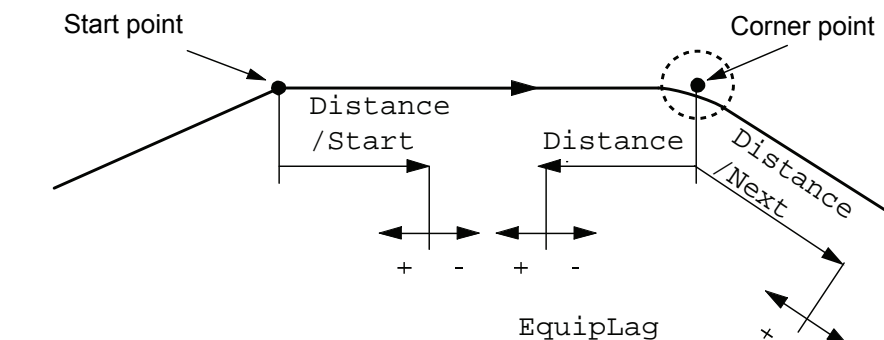 Start point
Corner point
Distance
/Start
Distance
Distance
/Next
+ - + -
+
EquipLag